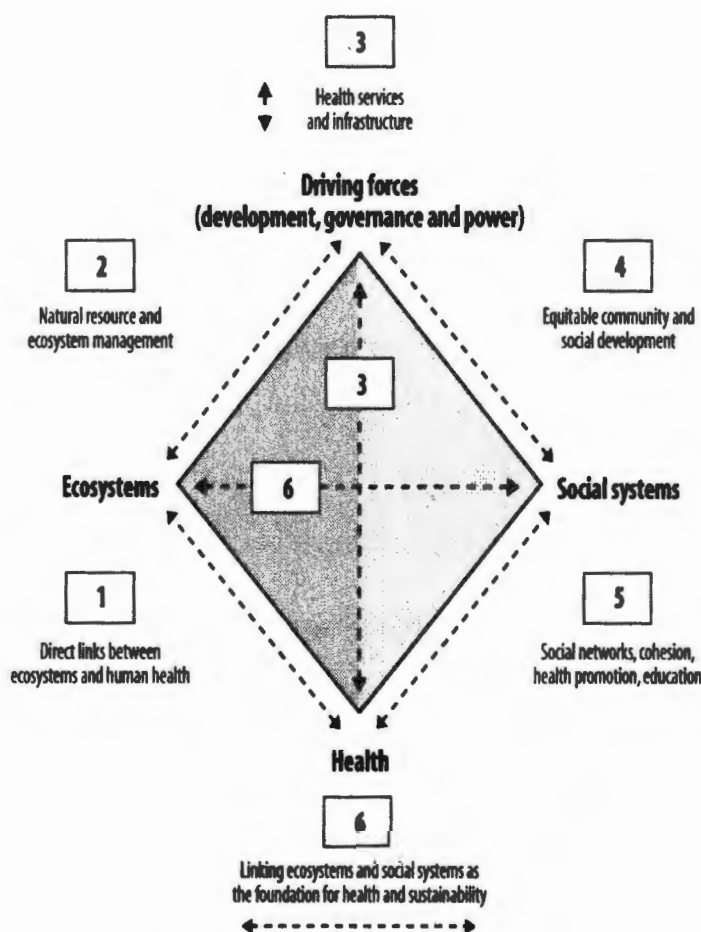 3
Health services
and infrastructure
Driving forces
(development, governance and power)
2
Natural resource and
ecosystem management
4
Equitable community and
social development
3
Ecosystems
6
Social systems
1
Direct links between
ecosystems and human health
5
Social networks, cohesion,
health promotion, education
Health
6
Linking ecosystems and social systems as
the foundation for health and sustainability